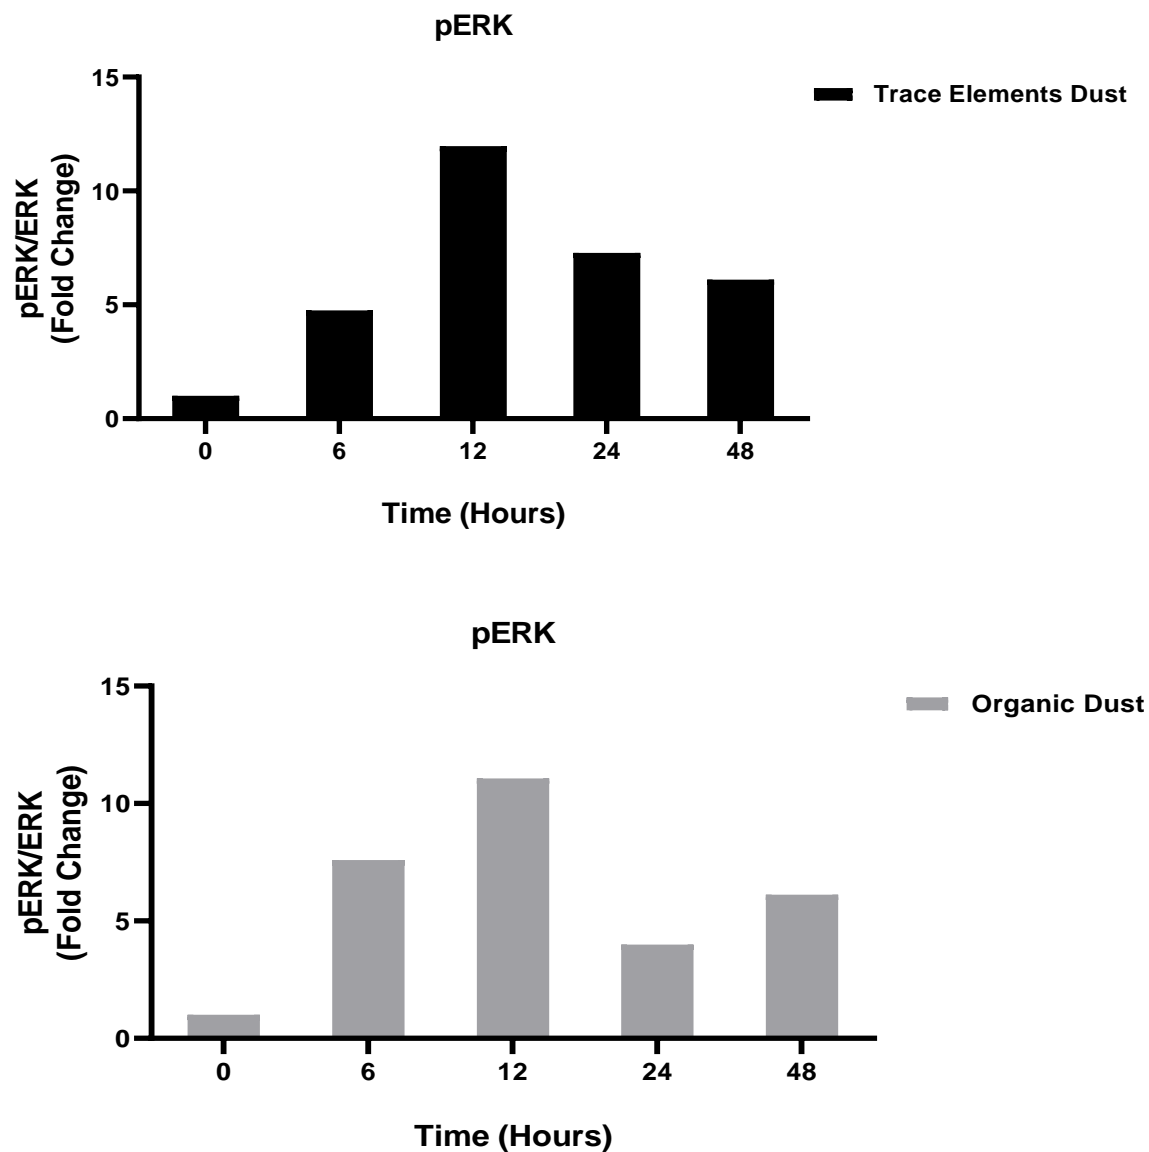 pERK
15
10
5
0
pERK/ERK
(Fold Change)
Trace Elements Dust
0 6 12 24 48
Time (Hours)
pERK
15
10
5
0
pERK/ERK
(Fold Change)
Organic Dust
0 6 12 24 48
Time (Hours)